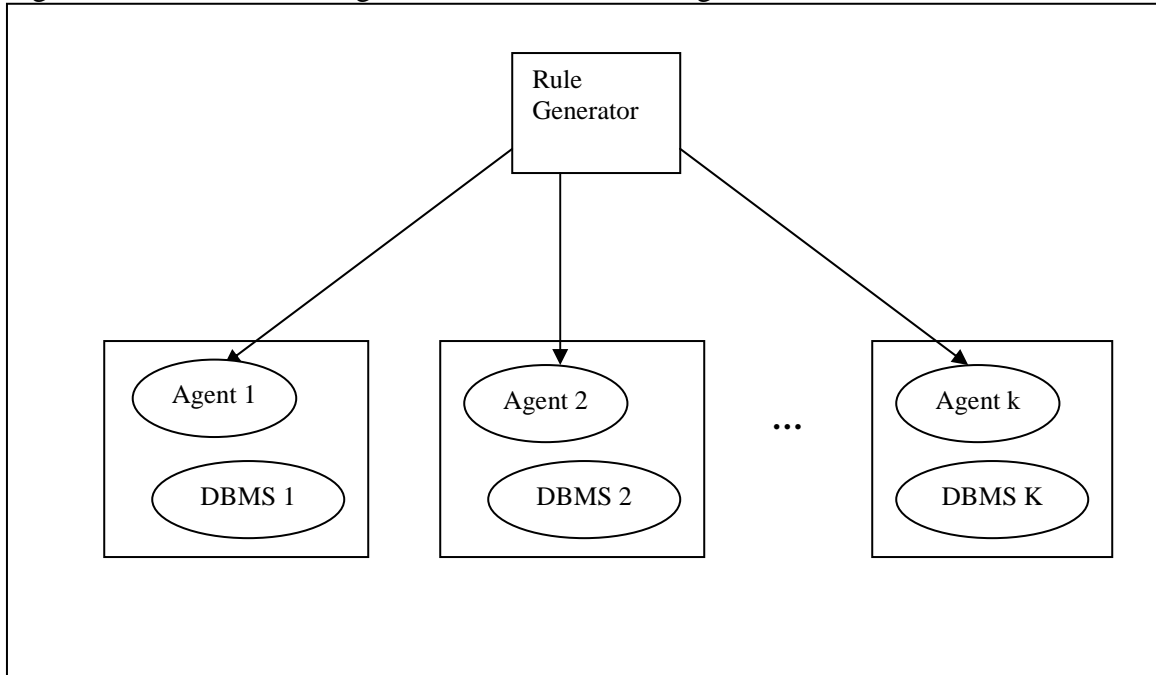 Rule
Generator
Agent 1
Agent 2
Agent k
...
DBMS 1
DBMS 2
DBMS K